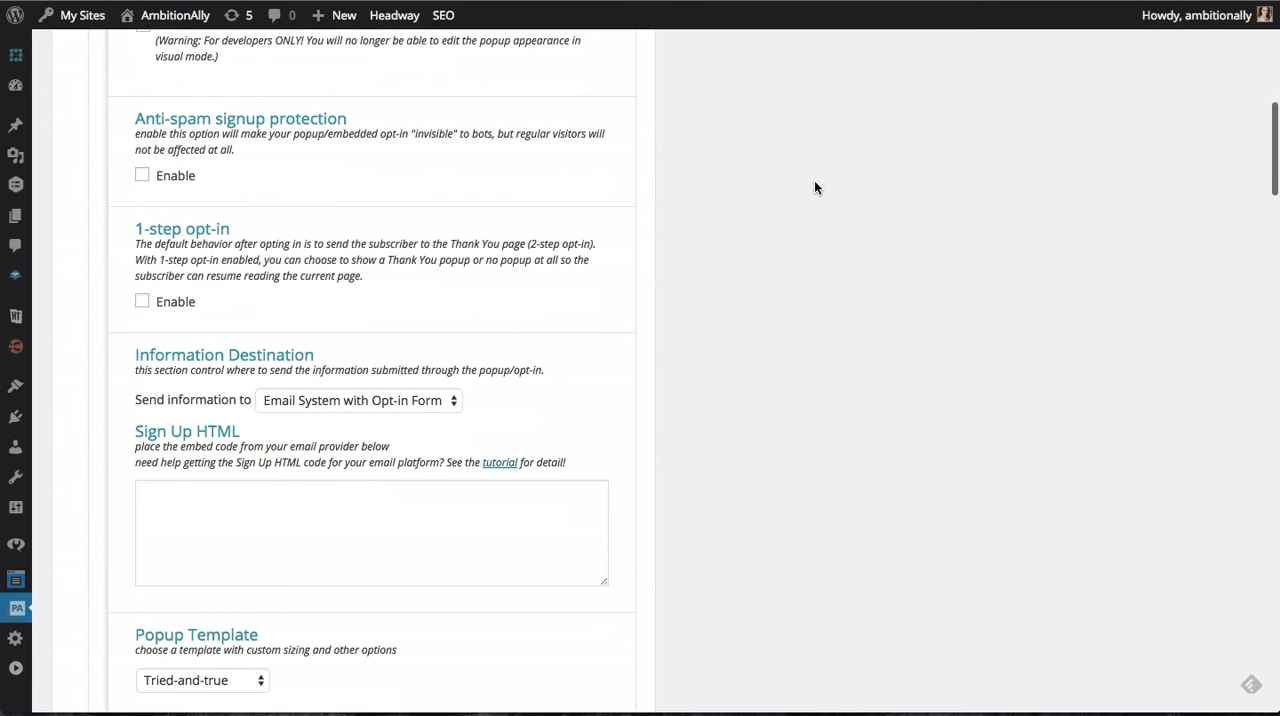 My Sites AmbitionAlly 5 0 New Headway SEO Howdy, ambitionally
(Warning: For developers ONLY! You will no longer be able to edit the popup appearance in
visual mode.)
Anti-spam signup protection
enable this option will make your popup/embedded opt-in "invisible" to bots, but regular visitors will
not be affected at all.
Enable
1-step opt-in
The default behavior after opting in is to send the subscriber to the Thank You page (2-step opt-in).
With 1-step opt-in enabled, you can choose to show a Thank You popup or no popup at all so the
subscriber can resume reading the current page.
Enable
Information Destination
this section control where to send the information submitted through the popup/opt-in.
Send information to Email System with Opt-in Form
Sign Up HTML
place the embed code from your email provider below
need help getting the Sign Up HTML code for your email platform? See the tutorial for detail!
PA
Popup Template
choose a template with custom sizing and other options
Tried-and-true